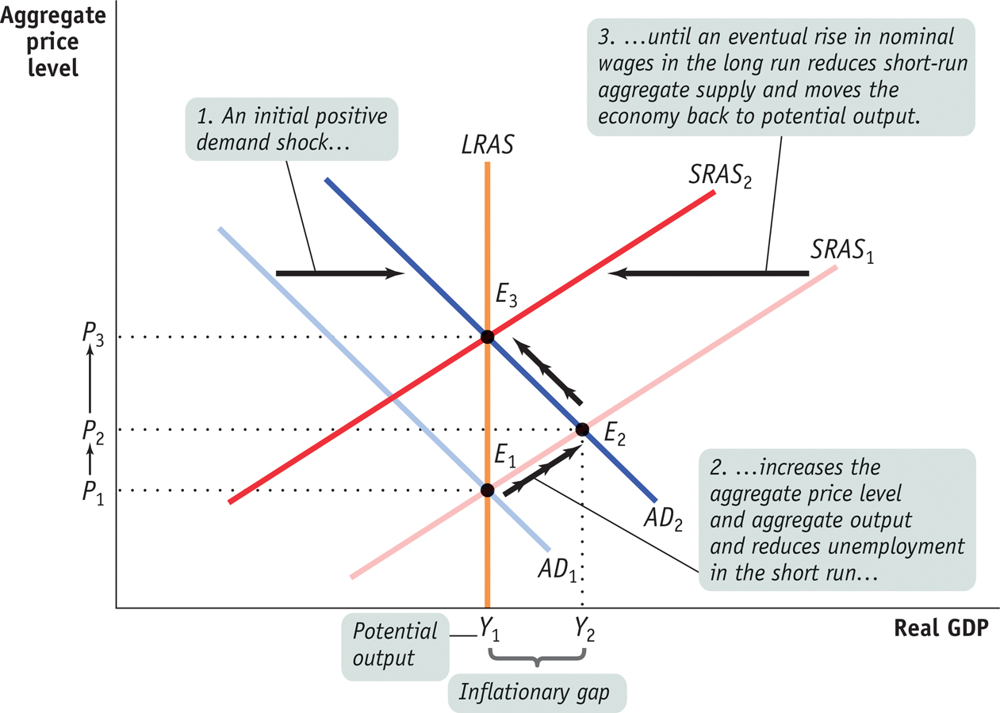 Aggregate
price
level
1. An initial positive
demand shock…
3. …until an eventual rise in nominal
wages in the long run reduces short-run
aggregate supply and moves the
economy back to potential output.
LRAS
SRAS₂
SRAS₁
E₃
P₃
P₂
E₂
E₁
P₁
2. …increases the
aggregate price level
and aggregate output
and reduces unemployment
in the short run…
AD₂
AD₁
Potential
output
Y₁
Y₂
Real GDP
Inflationary gap